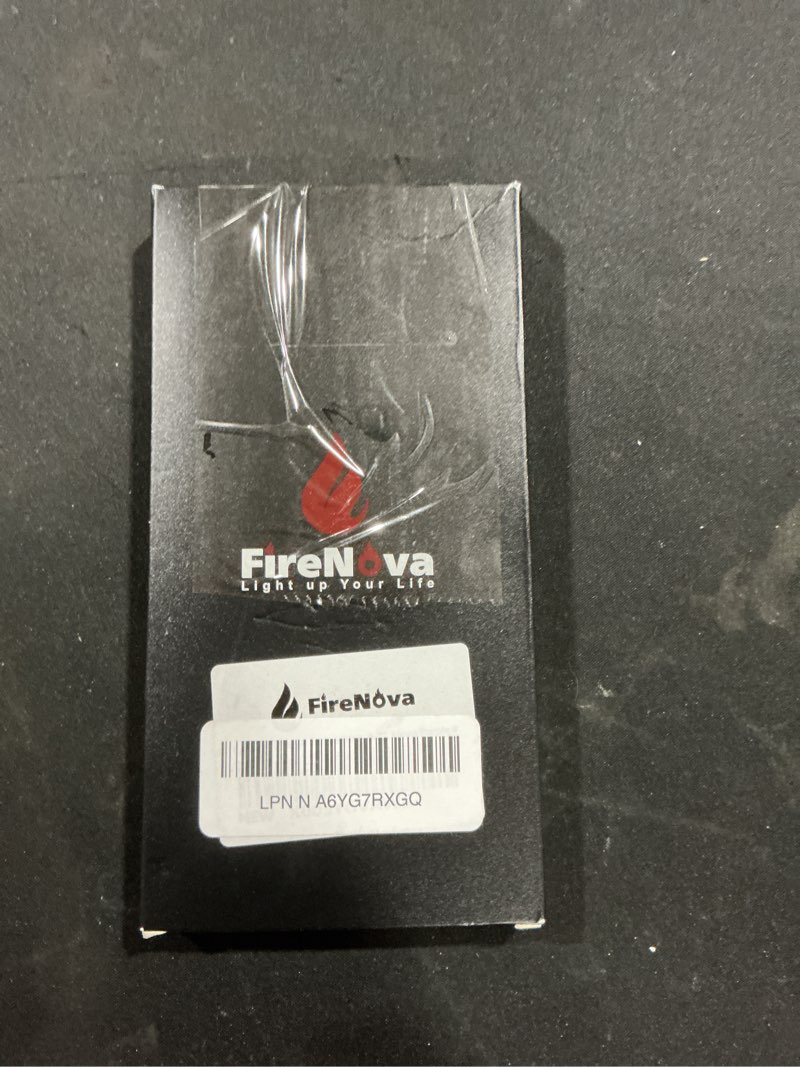 FireNova
Light up Your Life
FireNova
LPN N A6YG7RXGQ